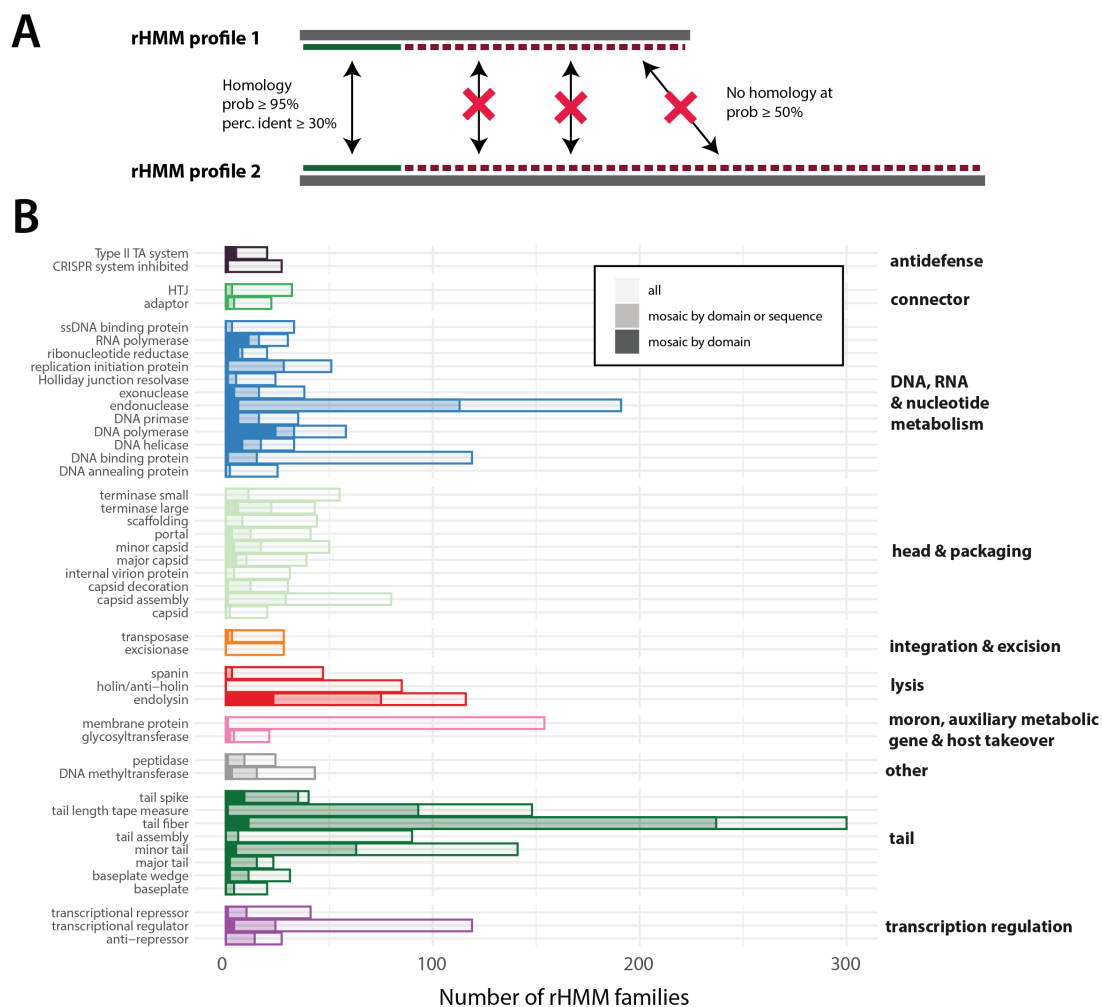 A
rHMM profile 1
Homology
prob ≥ 95%
perc. ident ≥ 30%
No homology at
prob ≥ 50%
rHMM profile 2
B
Type II TA system
CRISPR system inhibited
antidefense
HTJ
adaptor
connector
all
mosaic by domain or sequence
mosaic by domain
ssDNA binding protein
RNA polymerase
ribonucleotide reductase
replication initiation protein
Holliday junction resolvase
exonuclease
endonuclease
DNA primase
DNA polymerase
DNA helicase
DNA binding protein
DNA annealing protein
DNA, RNA
& nucleotide
metabolism
terminase small
terminase large
scaffolding
portal
minor capsid
major capsid
internal virion protein
capsid decoration
capsid assembly
capsid
head & packaging
transposase
excisionase
integration & excision
spanin
holin/anti−holin
endolysin
lysis
membrane protein
glycosyltransferase
moron, auxiliary metabolic
gene & host takeover
peptidase
DNA methyltransferase
other
tail spike
tail length tape measure
tail fiber
tail assembly
minor tail
major tail
baseplate wedge
baseplate
tail
transcriptional repressor
transcriptional regulator
anti−repressor
transcription regulation
0 100 200 300
Number of rHMM families